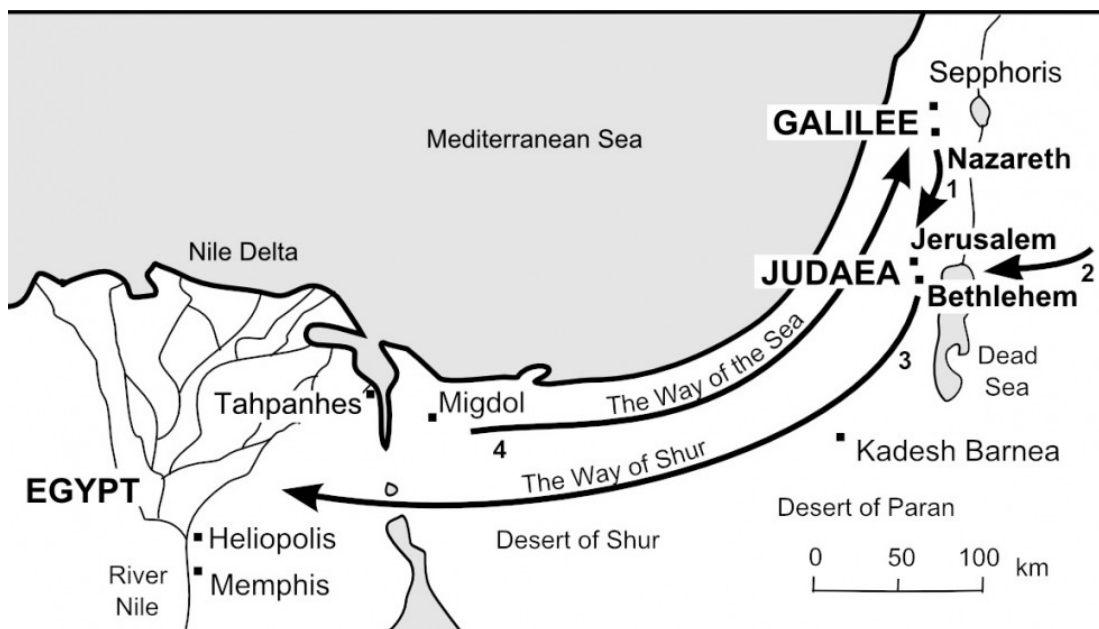 Sepphoris
GALILEE
Mediterranean Sea
Nazareth
1
Nile Delta
Jerusalem
JUDAEA
2
Bethlehem
3
The Way of the Sea
Dead
Sea
Tahpanhes
Migdol
4
The Way of Shur
Kadesh Barnea
EGYPT
Desert of Paran
Heliopolis
Desert of Shur
0 50 100 km
River
Nile
Memphis